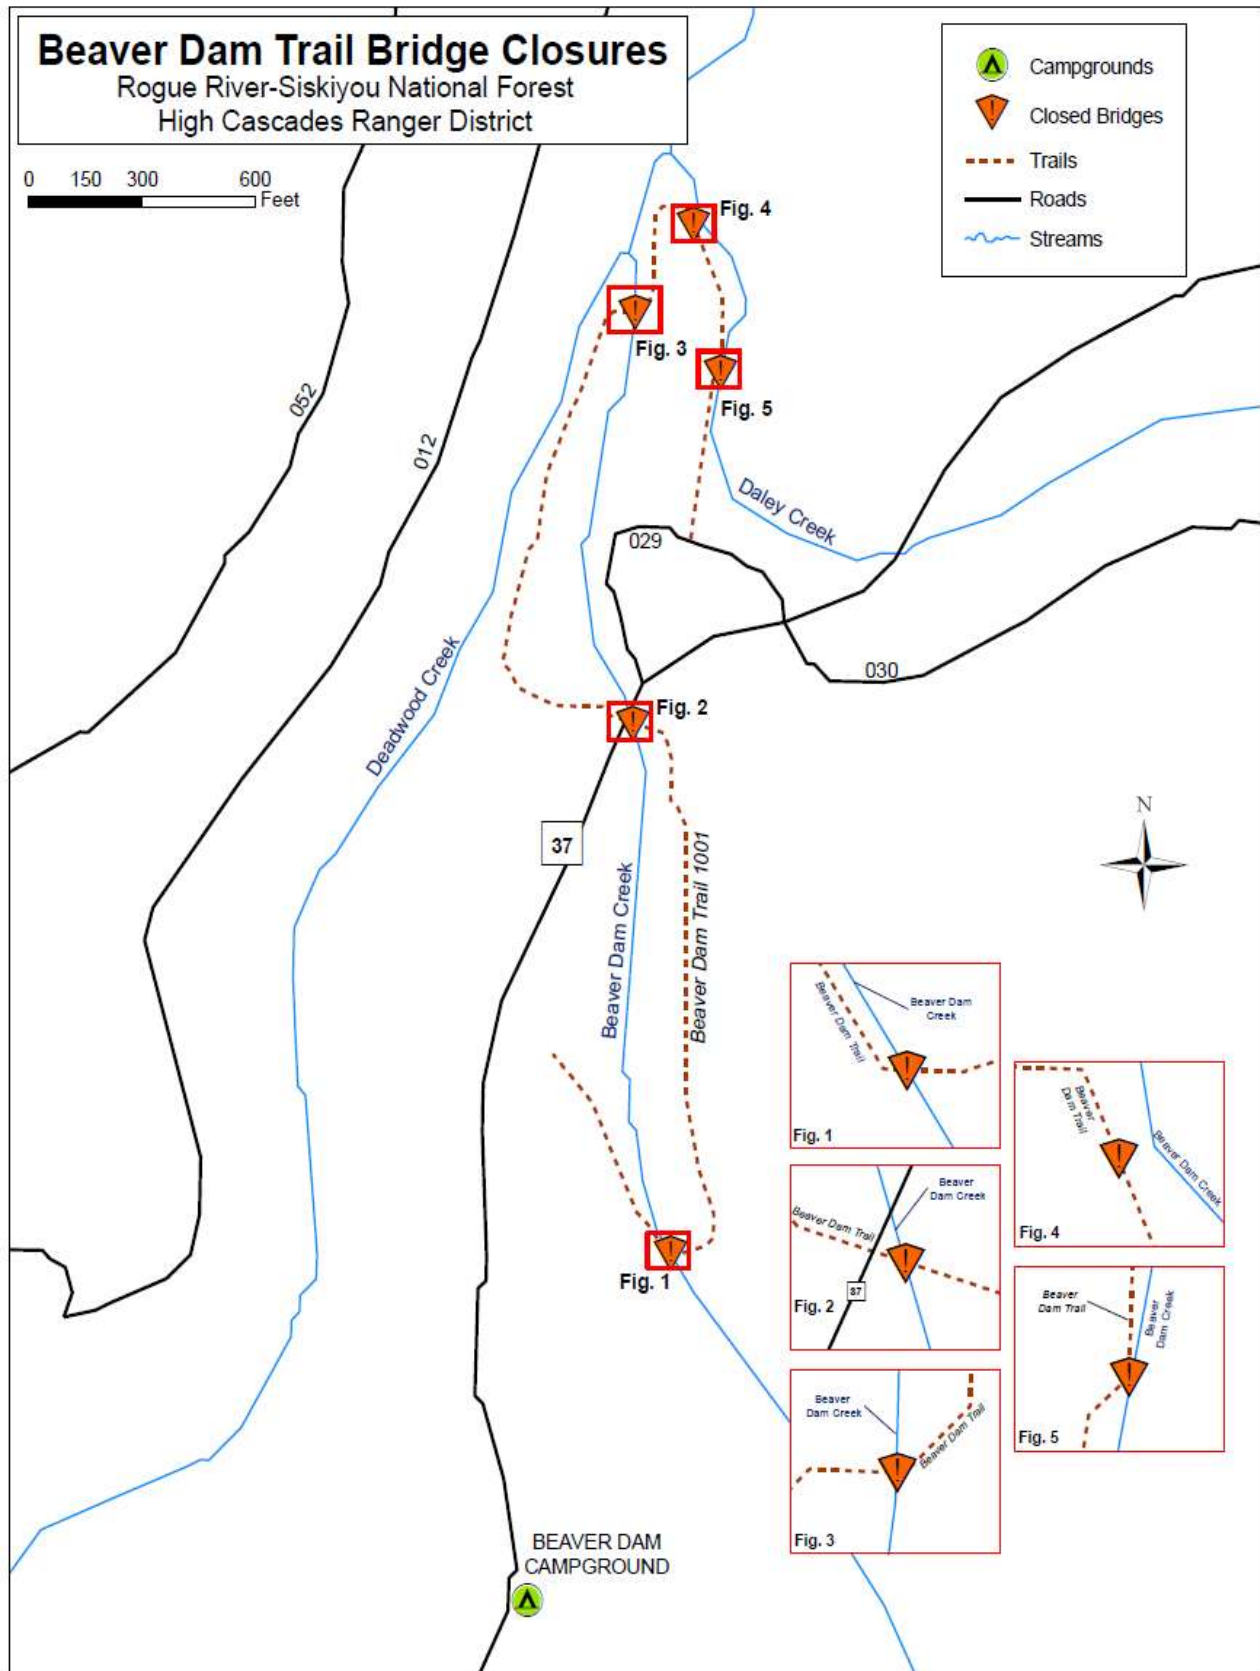 Beaver Dam Trail Bridge Closures
Rogue River-Siskiyou National Forest
High Cascades Ranger District
0 150 300 600
Feet
Campgrounds
Closed Bridges
Trails
Roads
Streams
Fig. 4
Fig. 3
Fig. 5
052
012
Daley Creek
029
030
Deadwood Creek
Fig. 2
37
N
Beaver Dam Creek
Beaver Dam Trail 1001
Fig. 1
BEAVER DAM
CAMPGROUND
Beaver Dam Trail
Beaver Dam
Creek
Fig. 1
Beaver Dam Trail
Beaver
Dam Creek
37
Fig. 2
Beaver
Dam Creek
Beaver Dam Trail
Fig. 3
Beaver
Dam Trail
Beaver Dam Creek
Fig. 4
Beaver
Dam Trail
Beaver
Dam Creek
Fig. 5